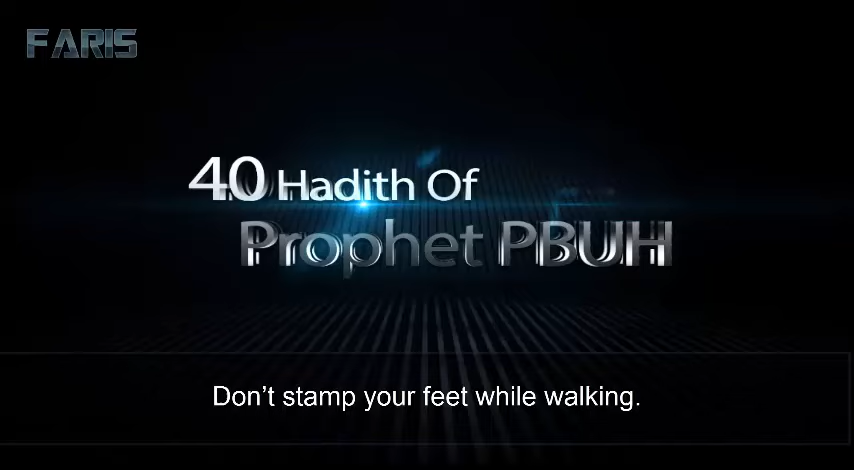 FARIS
40 Hadith Of
Prophet PBUH
Don't stamp your feet while walking.